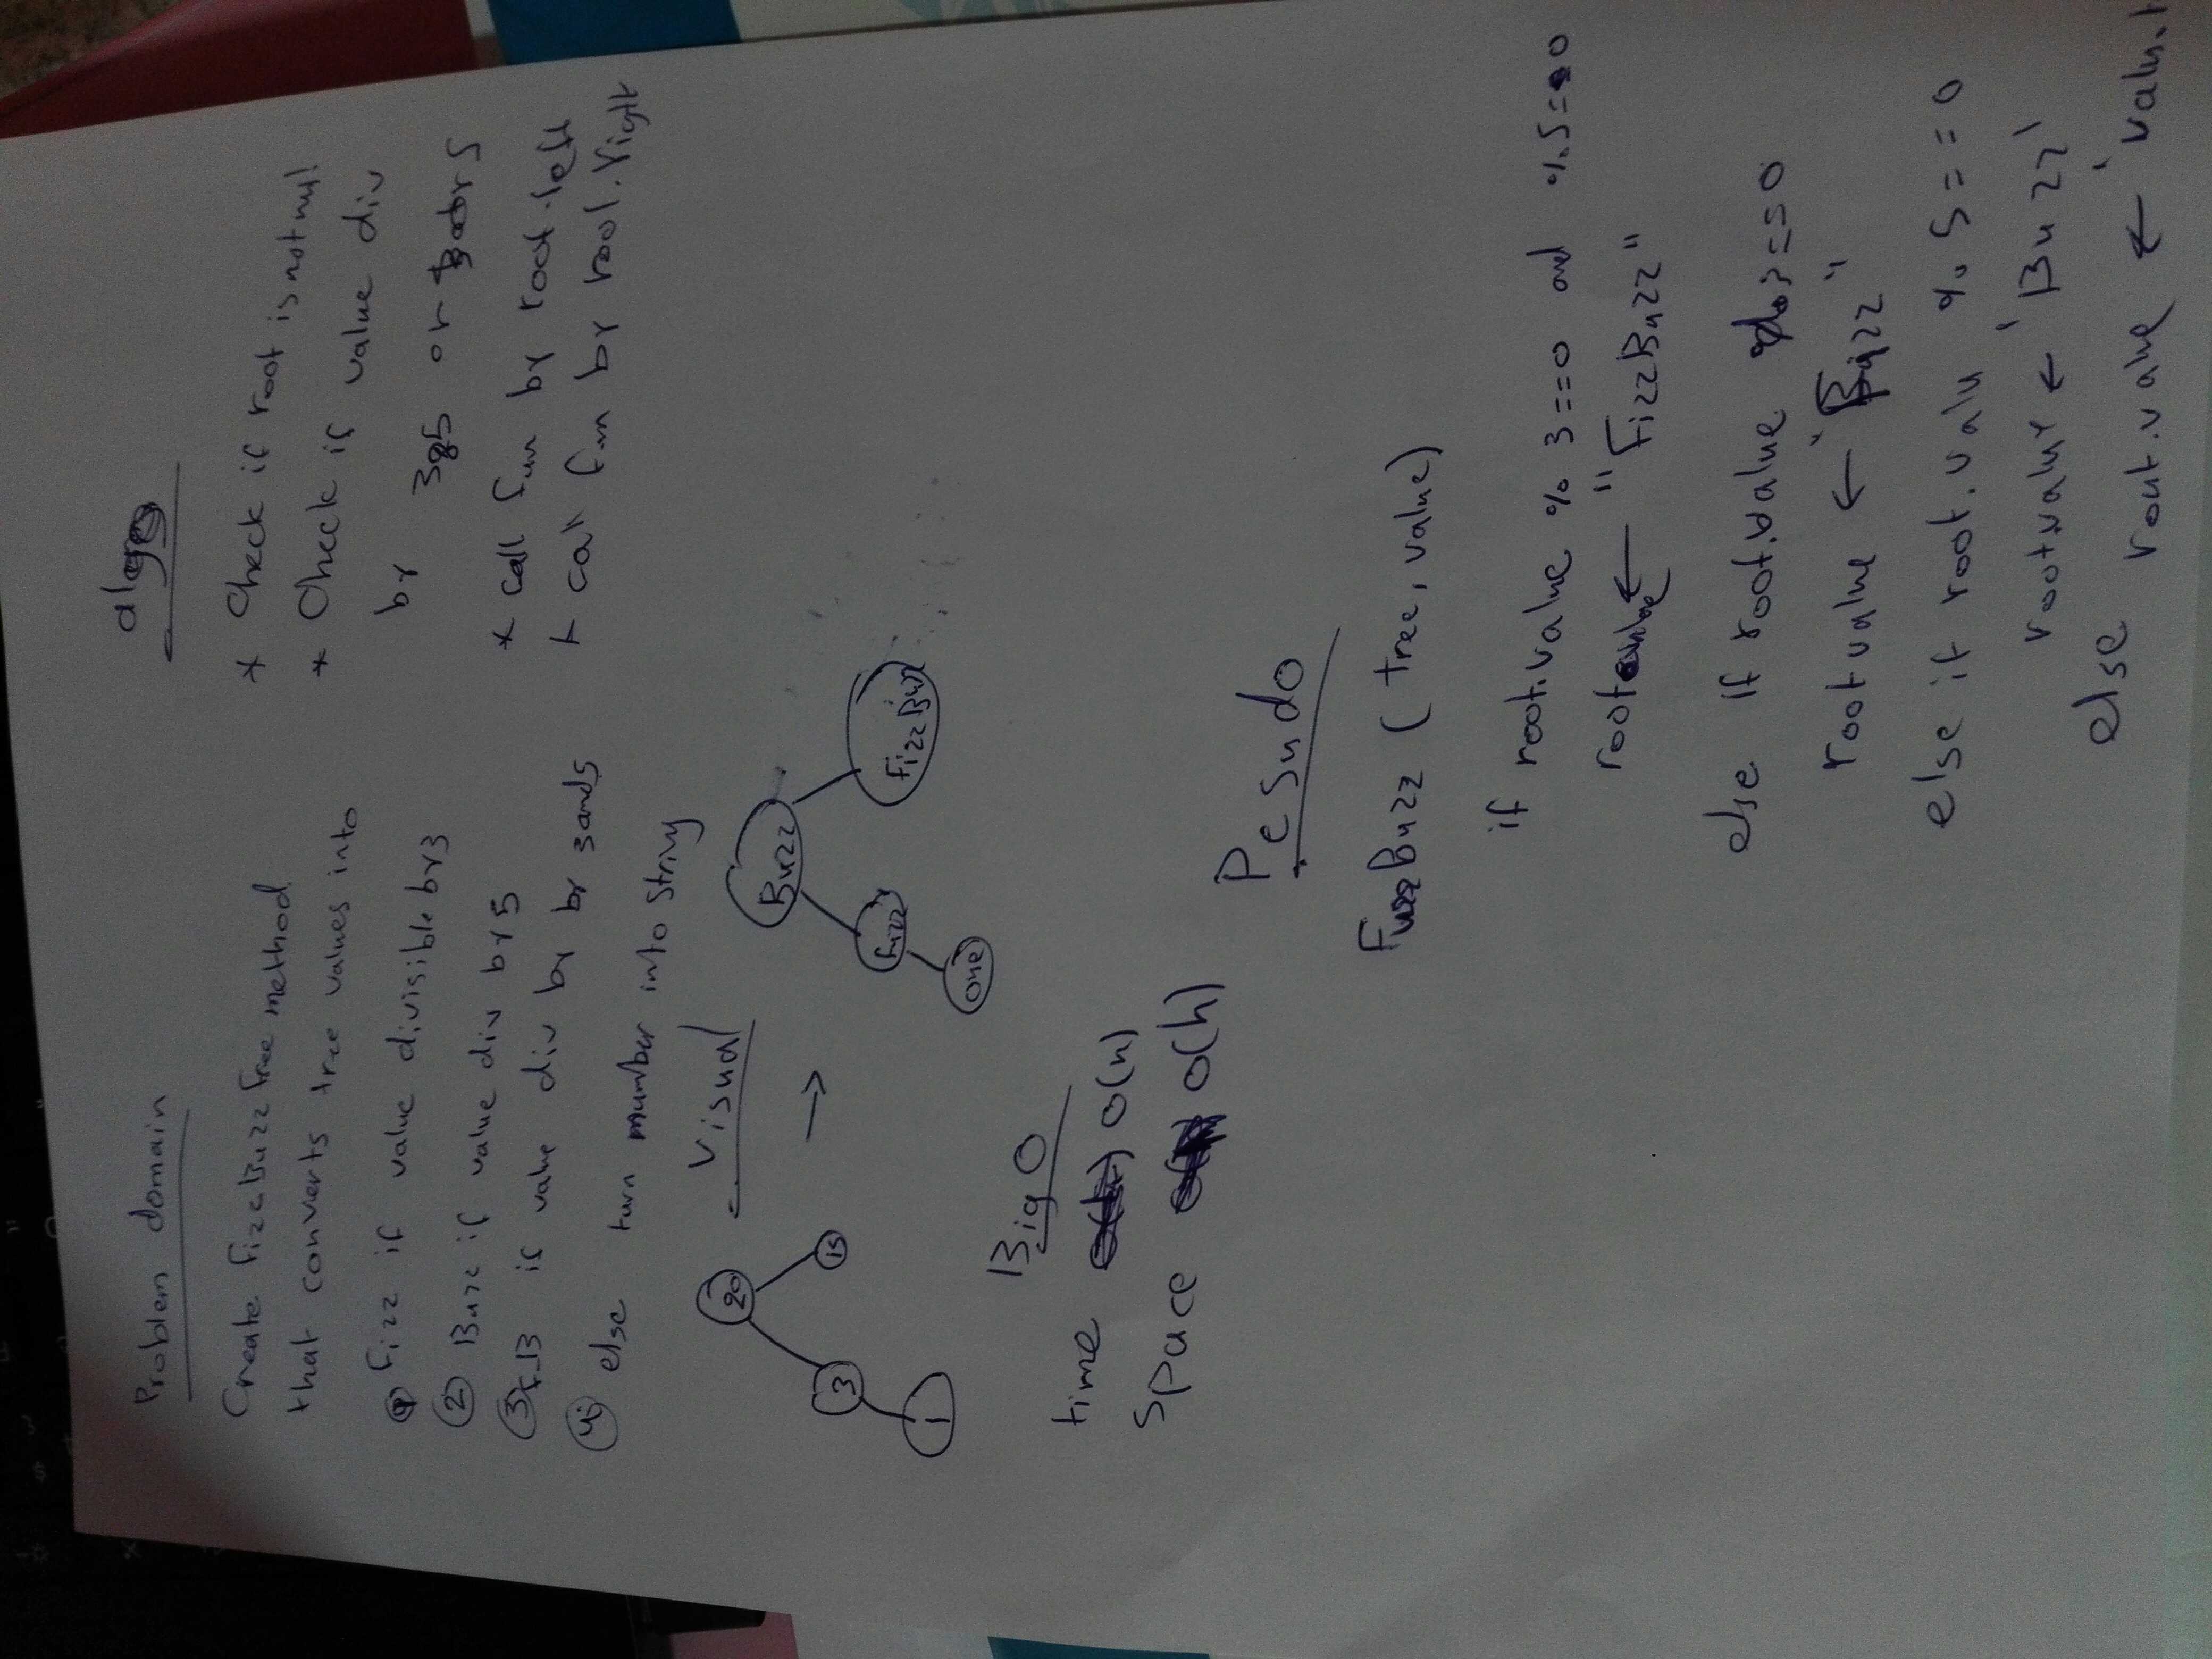 Problem domain
Create FizzBuzzTree method
that converts tree values into
① Fizz if value divisible by 3
② Buzz if value div by 5
③ F.B if value div by by 3 and 5
④ else turn number into string
Visual
20
15
3
1
→
Buzz
FizzBuzz
Fizz
one
Big O
time O(n)
Space O(h)
algo
* Check if root is not null
* Check if value div
by 3&5 or 3 or 5
* call fun by root.left
* call fun by root.right
Pesudo
FuzzBuzz (tree, value)
if root.value % 3==0 and %5==0
root value ← "FizzBuzz"
else if root.value % 3==0
root value ← "Fizz"
else if root.value % 5==0
root.value ← 'Buzz'
else
root.value ← 'value.